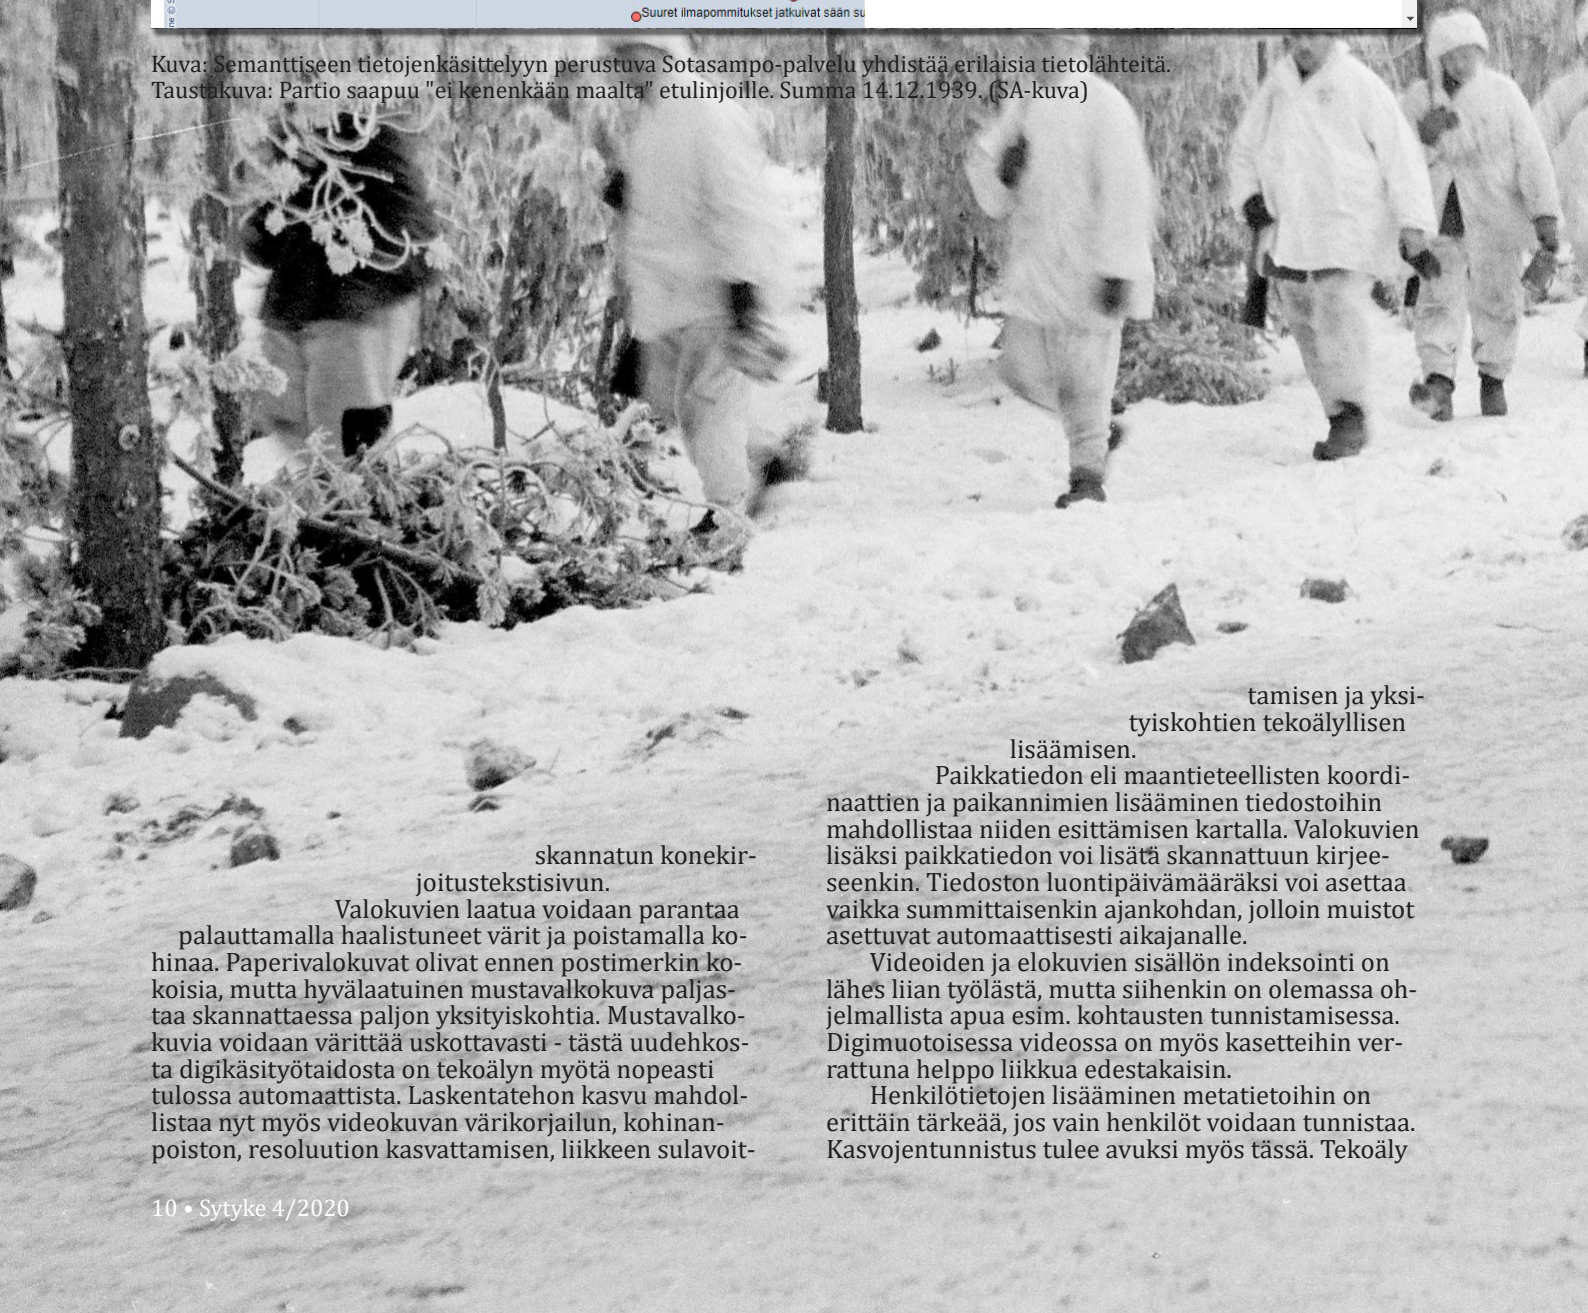 Suuret ilmapommitukset jatkuivat sään su
Kuva: Semanttiseen tietojenkäsittelyyn perustuva Sotasampo-palvelu yhdistää erilaisia tietolähteitä.
Taustakuva: Partio saapuu "ei kenenkään maalta" etulinjoille. Summa 14.12.1939. (SA-kuva)
skannatun konekir-
joitustekstisivun.
Valokuvien laatua voidaan parantaa
palauttamalla haalistuneet värit ja poistamalla ko-
hinaa. Paperivalokuvat olivat ennen postimerkin ko-
koisia, mutta hyvälaatuinen mustavalkokuva paljas-
taa skannattaessa paljon yksityiskohtia. Mustavalko-
kuvia voidaan värittää uskottavasti - tästä uudehkos-
ta digikäsityötaidosta on tekoälyn myötä nopeasti
tulossa automaattista. Laskentatehon kasvu mahdol-
listaa nyt myös videokuvan värikorjailun, kohinan-
poiston, resoluution kasvattamisen, liikkeen sulavoit-
tamisen ja yksi-
tyiskohtien tekoälyllisen
lisäämisen.
Paikkatiedon eli maantieteellisten koordi-
naattien ja paikannimien lisääminen tiedostoihin
mahdollistaa niiden esittämisen kartalla. Valokuvien
lisäksi paikkatiedon voi lisätä skannattuun kirjee-
seenkin. Tiedoston luontipäivämääräksi voi asettaa
vaikka summittaisenkin ajankohdan, jolloin muistot
asettuvat automaattisesti aikajanalle.
Videoiden ja elokuvien sisällön indeksointi on
lähes liian työlästä, mutta siihenkin on olemassa oh-
jelmallista apua esim. kohtausten tunnistamisessa.
Digimuotoisessa videossa on myös kasetteihin ver-
rattuna helppo liikkua edestakaisin.
Henkilötietojen lisääminen metatietoihin on
erittäin tärkeää, jos vain henkilöt voidaan tunnistaa.
Kasvojentunnistus tulee avuksi myös tässä. Tekoäly
10 • Sytyke 4/2020